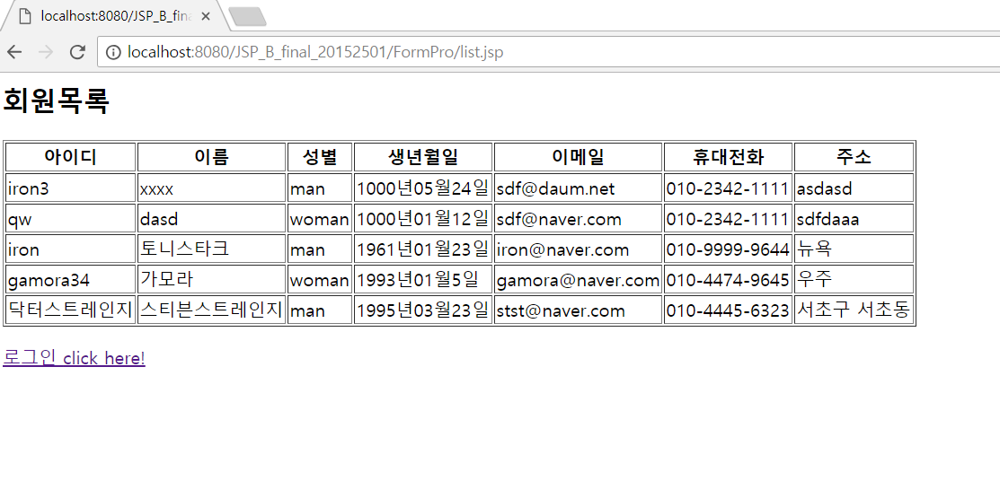 localhost:8080/JSP_B_fina
localhost:8080/JSP_B_final_20152501/FormPro/list.jsp
회원목록
아이디 이름 성별 생년월일 이메일 휴대전화 주소
iron3 xxxx man 1000년05월24일 sdf@daum.net 010-2342-1111 asdasd
qw dasd woman 1000년01월12일 sdf@naver.com 010-2342-1111 sdfdaaa
iron 토니스타크 man 1961년01월23일 iron@naver.com 010-9999-9644 뉴욕
gamora34 가모라 woman 1993년01월5일 gamora@naver.com 010-4474-9645 우주
닥터스트레인지 스티븐스트레인지 man 1995년03월23일 stst@naver.com 010-4445-6323 서초구 서초동
로그인 click here!